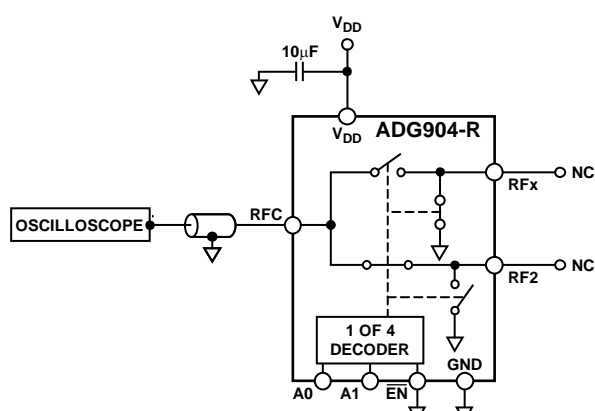 VDD
10μF
VDD
ADG904-R
RFx
NC
OSCILLOSCOPE
RFC
RF2
NC
1 OF 4
DECODER
GND
A0
A1
EN